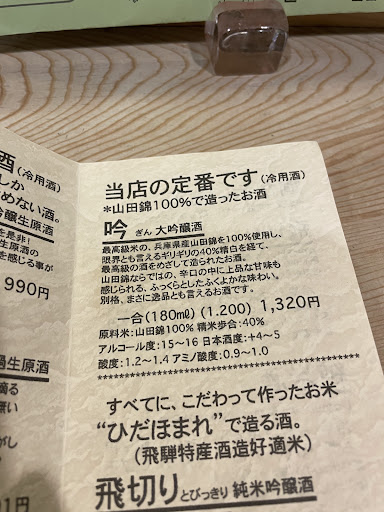 酒(冷用酒)
しか
めない酒。
吟醸生原酒
を是非!
生原酒の
を感じる事が
990円
過生原酒
滴る
無い
がし
91円
当店の定番です(冷用酒)
*山田錦100%で造ったお酒
吟 ぎん 大吟醸酒
最高級米の、兵庫県産山田錦を100%使用し、
限界とも言えるギリギリの40%精白を経て、
最高級の酒をめざして造られたお酒。
山田錦ならではの、辛口の中に上品な甘味も
感じられる、ふっくらとしたふくよかな味わい。
別格、まさに逸品とも言えるお酒です。
一合(180㎖)(1.200) 1,320円
原料米:山田錦100% 精米歩合:40%
アルコール度:15~16 日本酒度:+4~5
酸度:1.2~1.4 アミノ酸度:0.9~1.0
すべてに、こだわって作ったお米
“ひだほまれ”で造る酒。
(飛騨特産酒造好適米)
飛切りとびっきり 純米吟醸酒